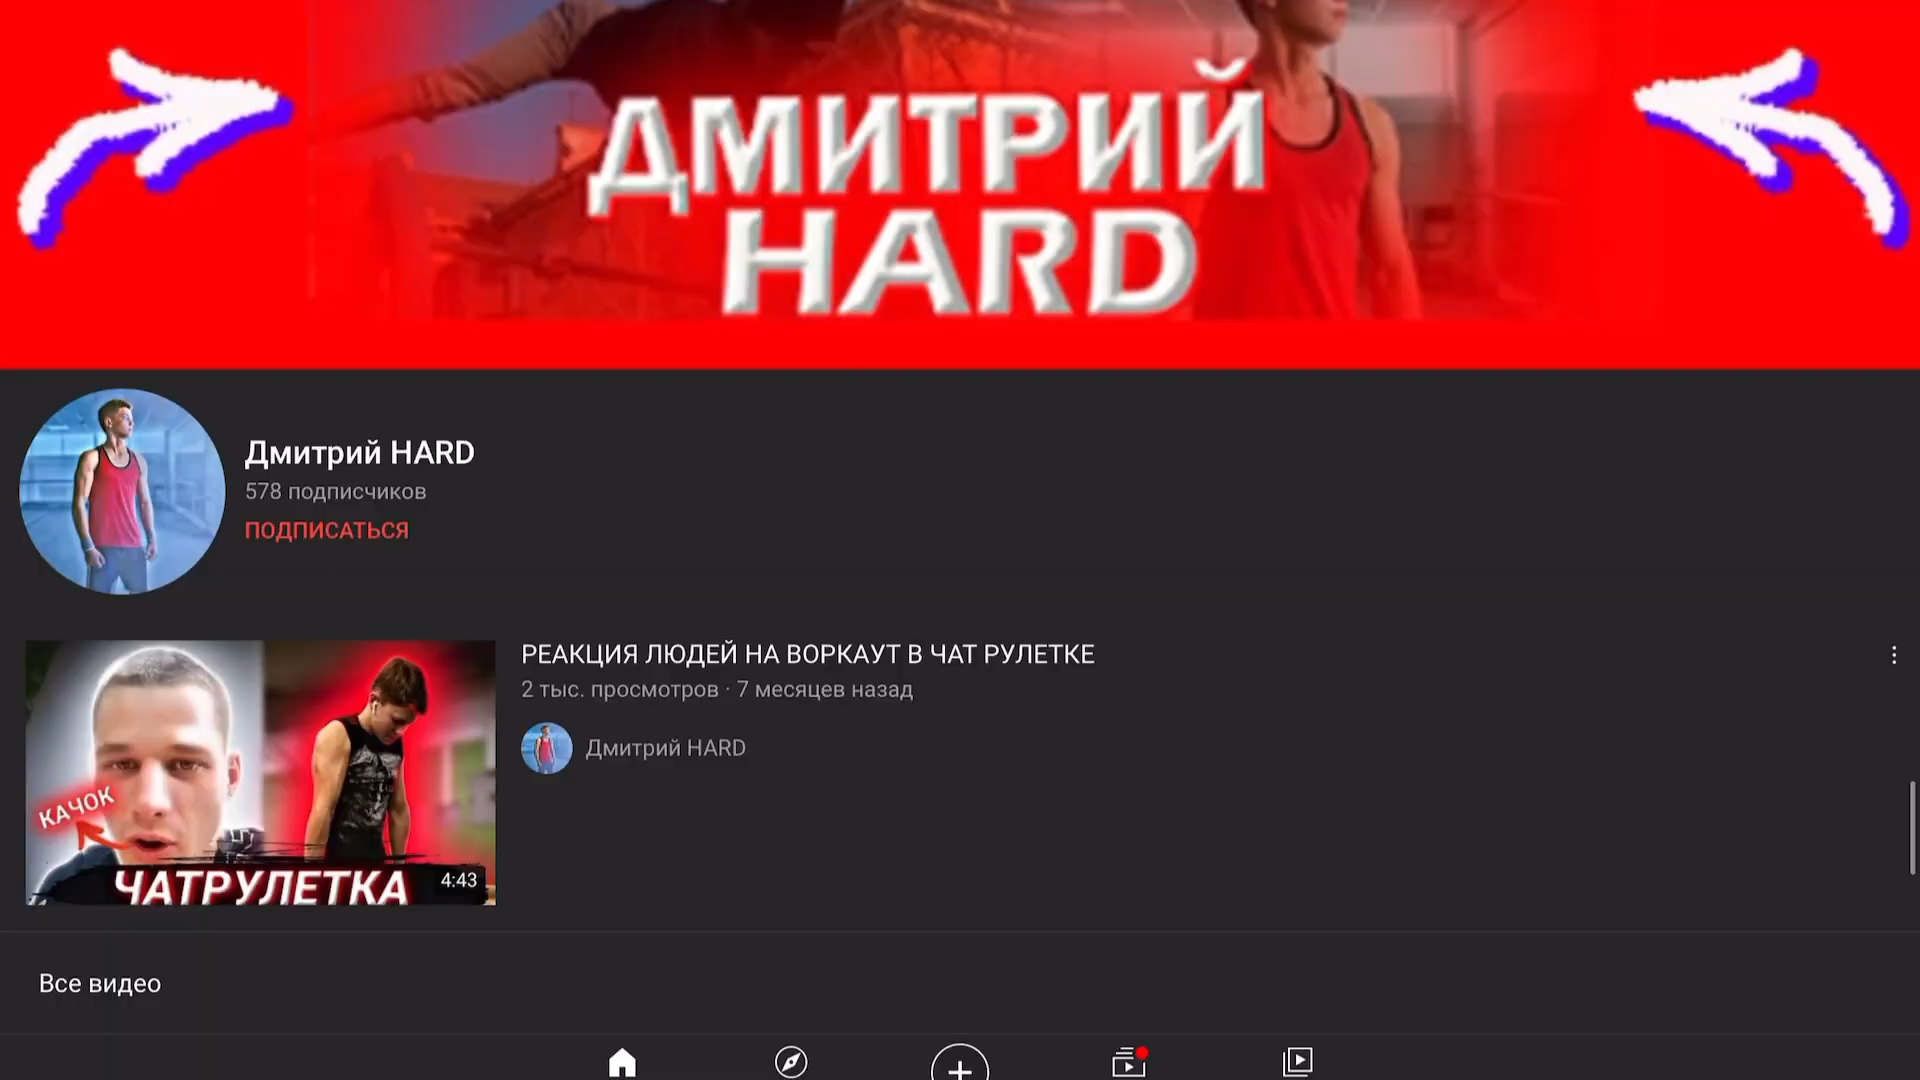 ДМИТРИЙ
HARD
Дмитрий HARD
578 подписчиков
ПОДПИСАТЬСЯ
РЕАКЦИЯ ЛЮДЕЙ НА ВОРКАУТ В ЧАТ РУЛЕТКЕ
2 тыс. просмотров · 7 месяцев назад
Дмитрий HARD
КАЧОК
ЧАТРУЛЕТКА
4:43
Все видео